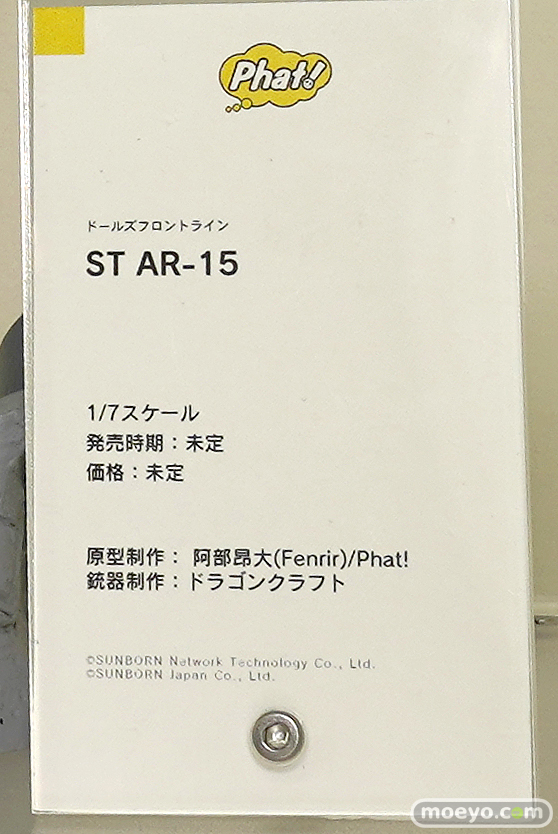 Phat!
ドールズフロントライン
ST AR-15
1/7スケール
発売時期：未定
価格：未定
原型制作： 阿部昂大(Fenrir)/Phat!
銃器制作：ドラゴンクラフト
©SUNBORN Network Technology Co., Ltd.
©SUNBORN Japan Co., Ltd.
moeyo.com